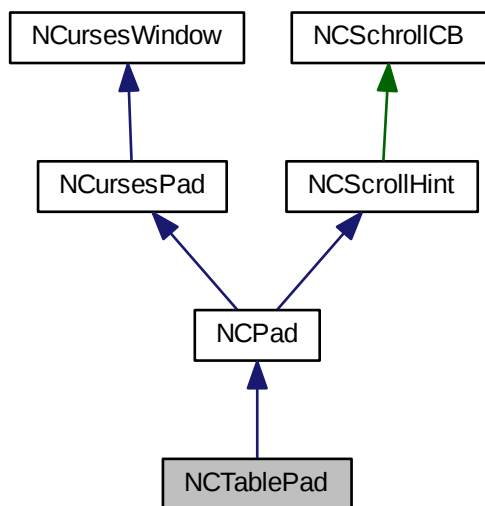 NCursesWindow
NCSchrollCB
NCursesPad
NCScrollHint
NCPad
NCTablePad